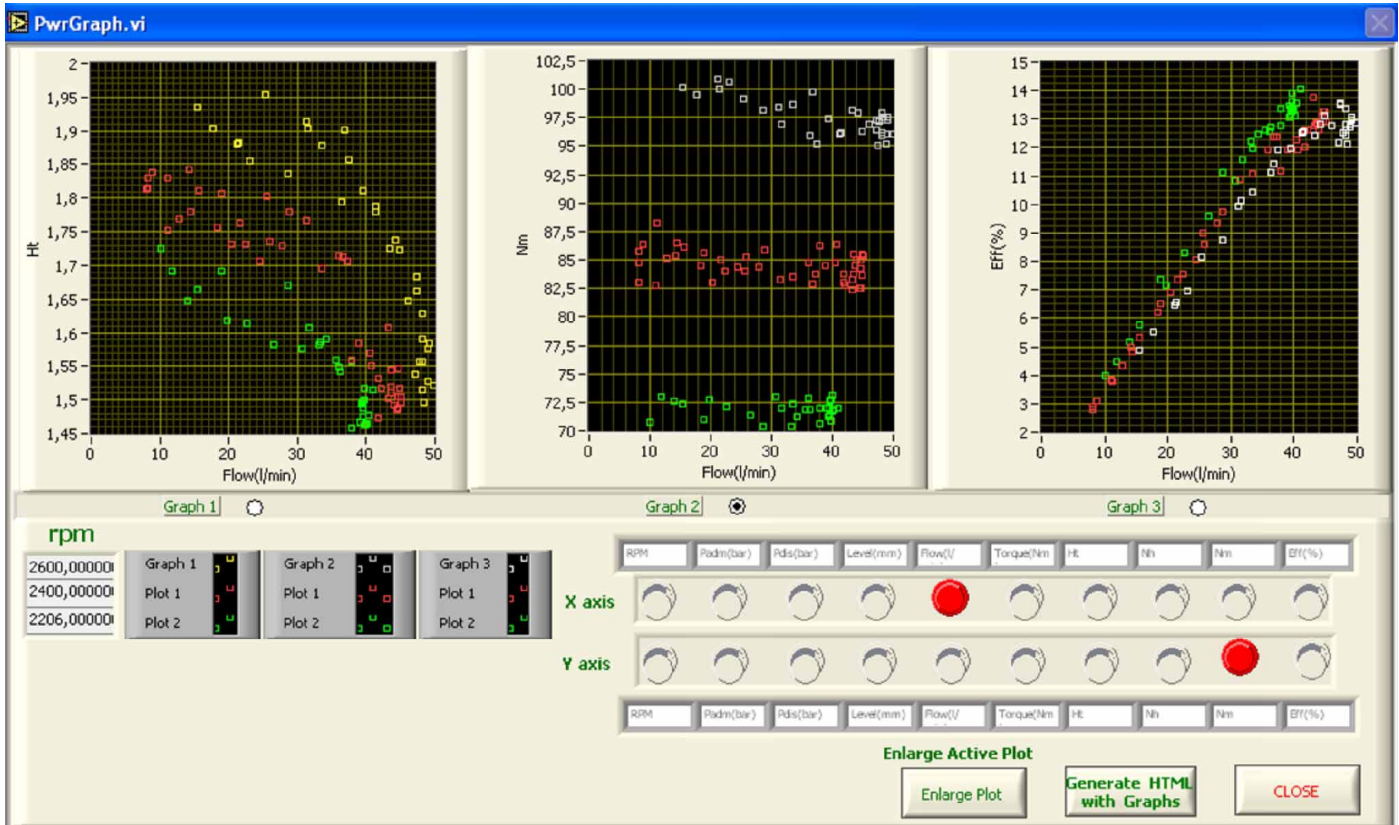 PwrGraph.vi
2
1,95
1,9
1,85
1,8
1,75
1,7
1,65
1,6
1,55
1,5
1,45
Ht
0 10 20 30 40 50
Flow(l/min)
102,5
100
97,5
95
92,5
90
87,5
85
82,5
80
77,5
75
72,5
70
Nm
0 10 20 30 40 50
Flow(l/min)
15
14
13
12
11
10
9
8
7
6
5
4
3
2
Eff(%)
0 10 20 30 40 50
Flow(l/min)
Graph 1 Graph 2 Graph 3
rpm
2600,00000
2400,00000
2206,00000
Graph 1
Plot 1
Plot 2
Graph 2
Plot 1
Plot 2
Graph 3
Plot 1
Plot 2
RPM Padm(bar) Pdis(bar) Level(mm) Flow(l/ Torque(Nm Ht Nh Nm Eff(%)
X axis
Y axis
RPM Padm(bar) Pdis(bar) Level(mm) Flow(l/ Torque(Nm Ht Nh Nm Eff(%)
Enlarge Active Plot
Enlarge Plot
Generate HTML
with Graphs
CLOSE